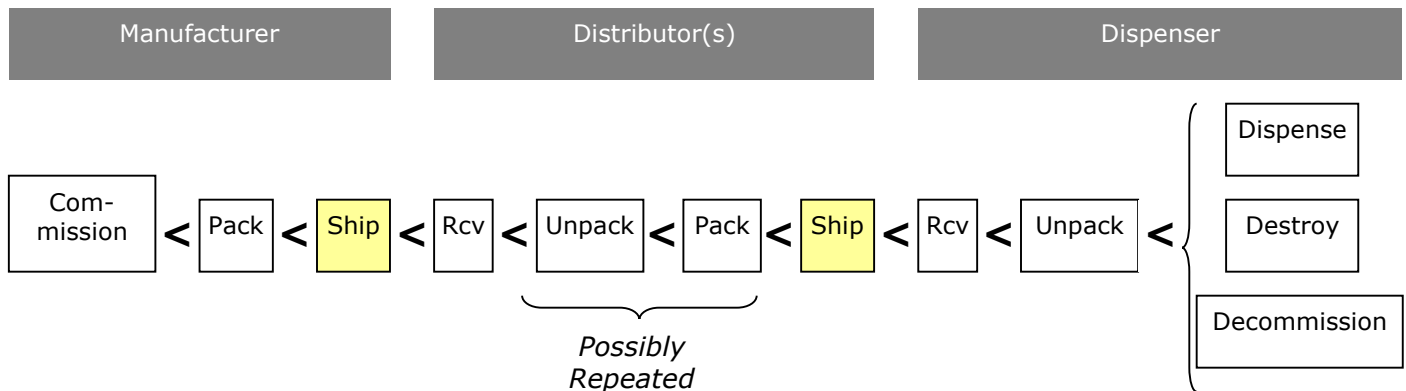 Manufacturer
Distributor(s)
Dispenser
Com-
mission
<
Pack
<
Ship
<
Rcv
<
Unpack
<
Pack
<
Ship
<
Rcv
<
Unpack
<
Dispense
Destroy
Decommission
Possibly
Repeated